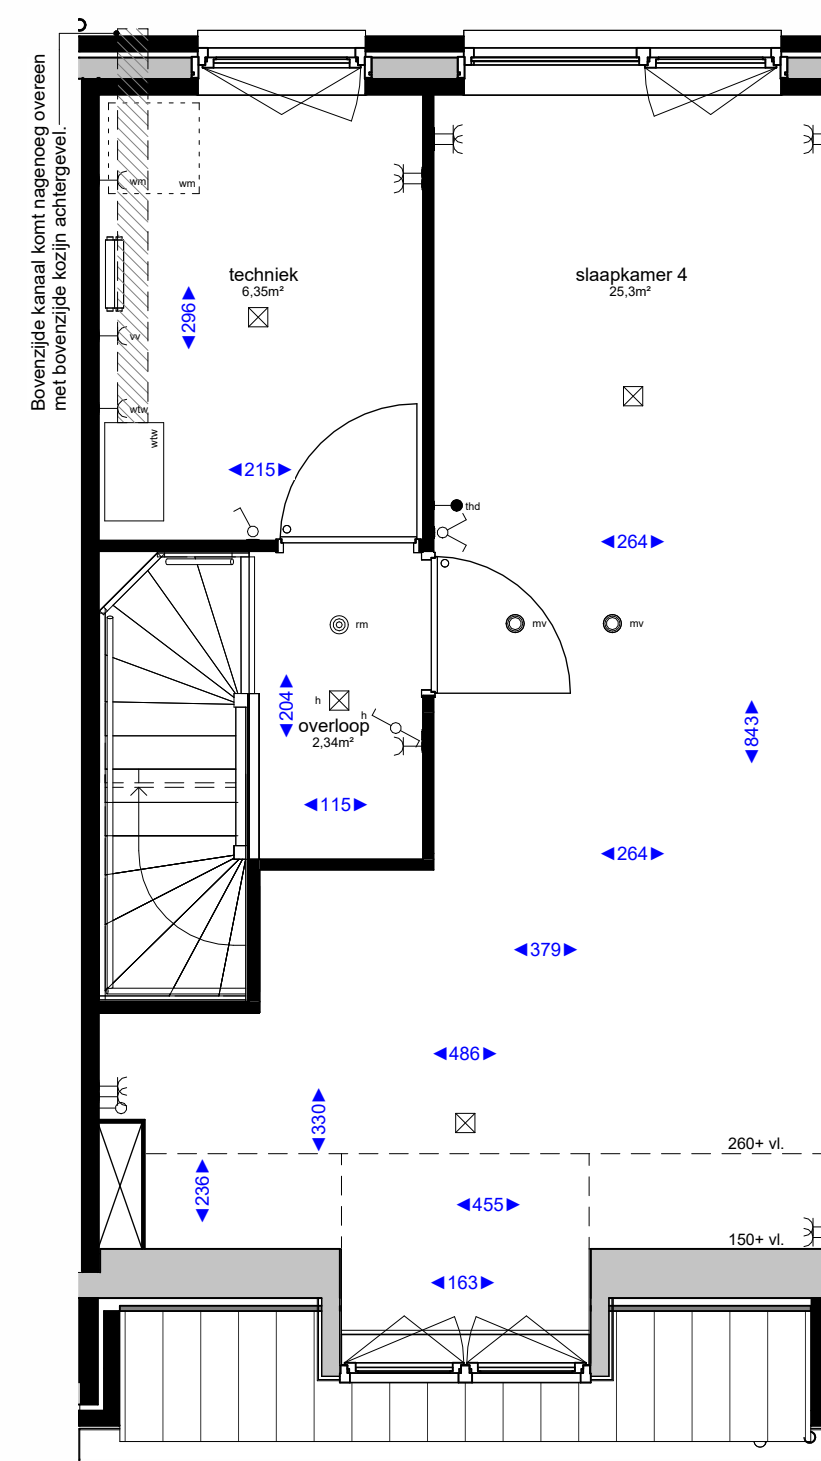 Bovenzijde kanaal komt nagenoeg overeen
met bovenzijde kozijn achtergevel.
wm
wm
techniek
6,35m²
slaapkamer 4
25,3m²
296
vv
wtw
wtw
215
thd
264
rm
mv
mv
h
204
h
overloop
2,34m²
843
115
264
379
486
330
260+ vl.
236
455
150+ vl.
163